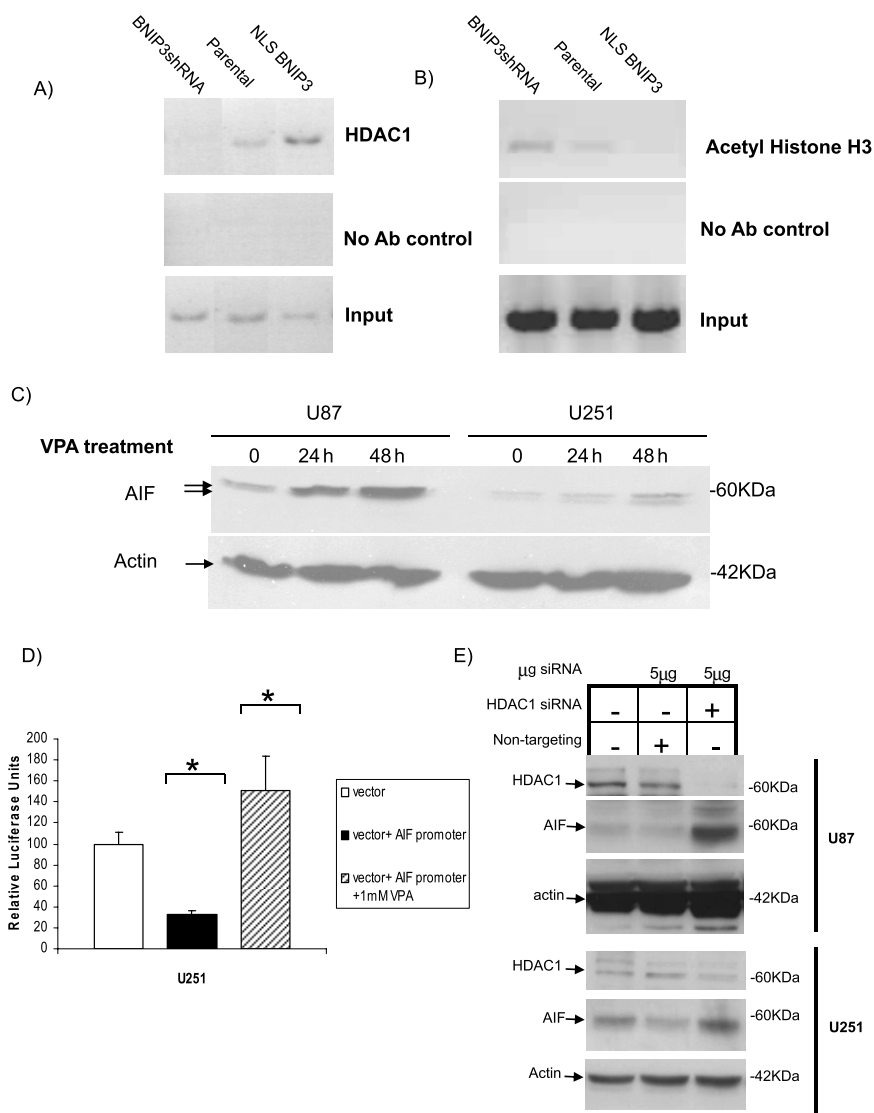 A)
BNIP3shRNA
Parental
NLS BNIP3
HDAC1
No Ab control
Input
B)
BNIP3shRNA
Parental
NLS BNIP3
Acetyl Histone H3
No Ab control
Input
C)
U87
U251
VPA treatment
0
24 h
48 h
0
24 h
48 h
AIF
-60KDa
Actin
-42KDa
D)
Relative Luciferase Units
200
180
160
140
120
100
80
60
40
20
0
*
*
U251
vector
vector+ AIF promoter
vector+ AIF promoter
+1mM VPA
E)
µg siRNA
5µg
5µg
HDAC1 siRNA
-
-
+
Non-targeting
-
+
-
HDAC1
-60KDa
AIF
-60KDa
actin
-42KDa
U87
HDAC1
-60KDa
AIF
-60KDa
Actin
-42KDa
U251